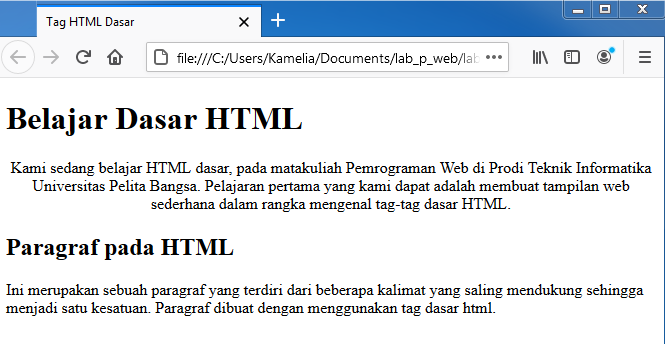 Tag HTML Dasar
file:///C:/Users/Kamelia/Documents/lab_p_web/lab
Belajar Dasar HTML
Kami sedang belajar HTML dasar, pada matakuliah Pemrograman Web di Prodi Teknik Informatika
Universitas Pelita Bangsa. Pelajaran pertama yang kami dapat adalah membuat tampilan web
sederhana dalam rangka mengenal tag-tag dasar HTML.
Paragraf pada HTML
Ini merupakan sebuah paragraf yang terdiri dari beberapa kalimat yang saling mendukung sehingga
menjadi satu kesatuan. Paragraf dibuat dengan menggunakan tag dasar html.